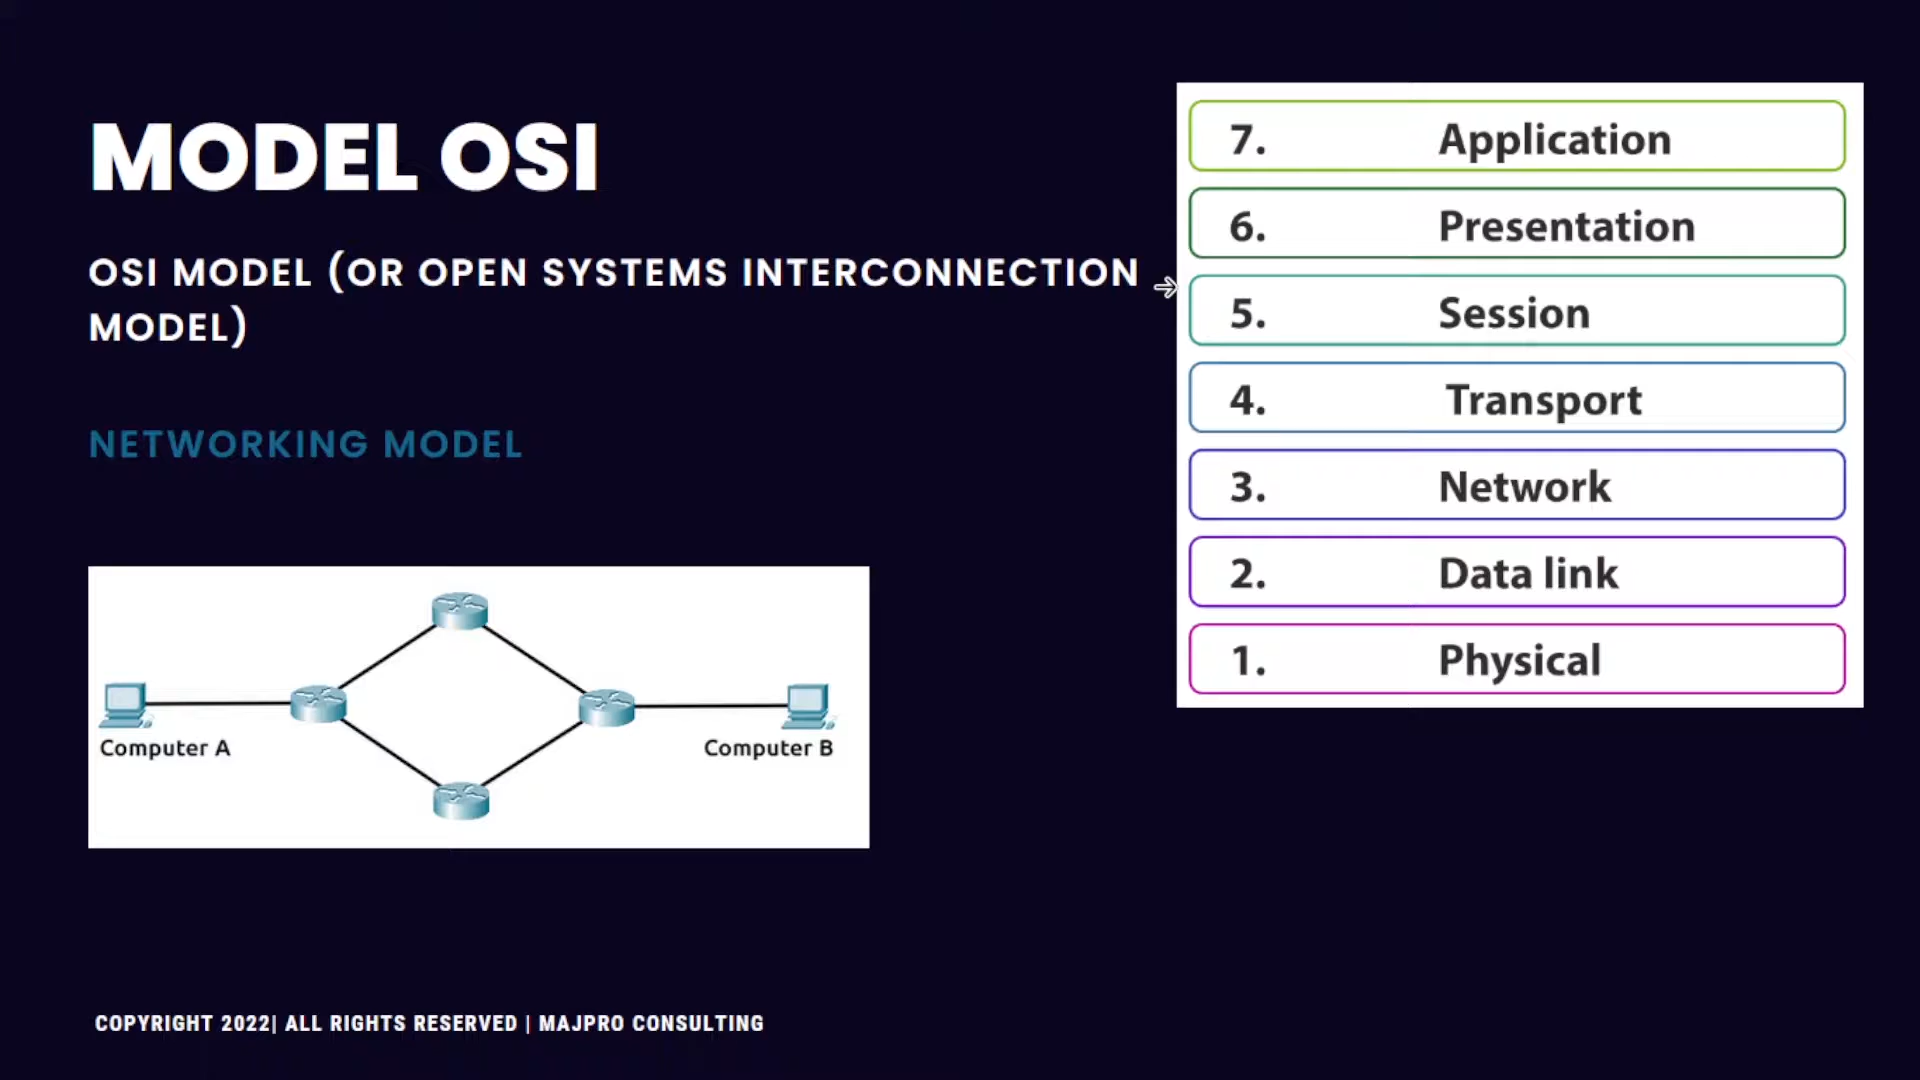 MODEL OSI
OSI MODEL (OR OPEN SYSTEMS INTERCONNECTION
MODEL)
NETWORKING MODEL
Computer A
Computer B
7. Application
6. Presentation
5. Session
4. Transport
3. Network
2. Data link
1. Physical
COPYRIGHT 2022| ALL RIGHTS RESERVED | MAJPRO CONSULTING